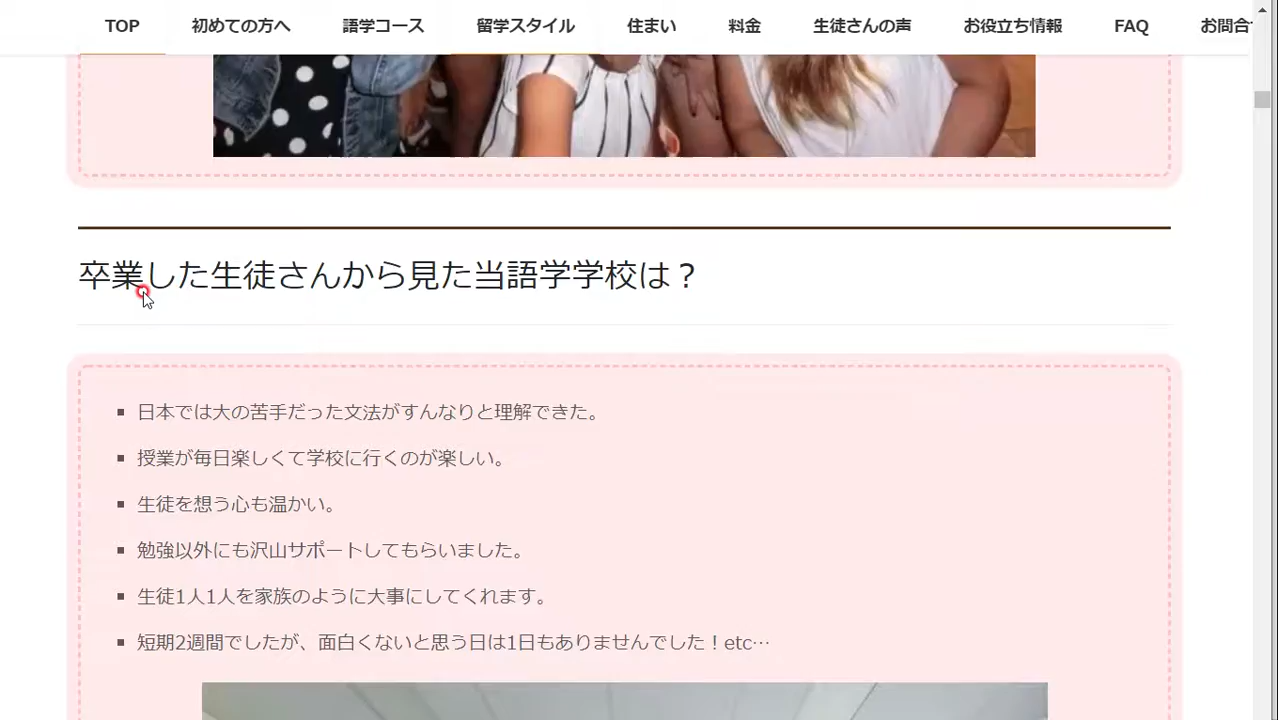 TOP 初めての方へ 語学コース 留学スタイル 住まい 料金 生徒さんの声 お役立ち情報 FAQ お問合
卒業した生徒さんから見た当語学学校は？
日本では大の苦手だった文法がすんなりと理解できた。
授業が毎日楽しくて学校に行くのが楽しい。
生徒を想う心も温かい。
勉強以外にも沢山サポートしてもらいました。
生徒1人1人を家族のように大事にしてくれます。
短期2週間でしたが、面白くないと思う日は1日もありませんでした！etc…